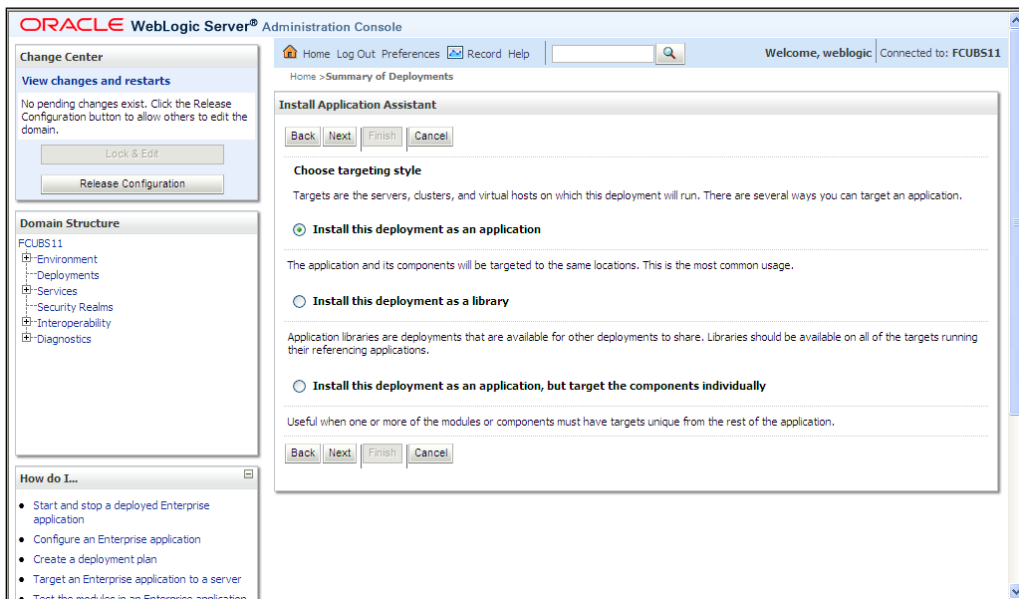 ORACLE WebLogic Server® Administration Console
Change Center
View changes and restarts
No pending changes exist. Click the Release
Configuration button to allow others to edit the
domain.
Lock & Edit
Release Configuration
Domain Structure
FCUBS11
Environment
Deployments
Services
Security Realms
Interoperability
Diagnostics
How do I...
Start and stop a deployed Enterprise
application
Configure an Enterprise application
Create a deployment plan
Target an Enterprise application to a server
Test the modules in an Enterprise application
Home Log Out Preferences Record Help
Welcome, weblogic Connected to: FCUBS11
Home >Summary of Deployments
Install Application Assistant
Back Next Finish Cancel
Choose targeting style
Targets are the servers, clusters, and virtual hosts on which this deployment will run. There are several ways you can target an application.
Install this deployment as an application
The application and its components will be targeted to the same locations. This is the most common usage.
Install this deployment as a library
Application libraries are deployments that are available for other deployments to share. Libraries should be available on all of the targets running
their referencing applications.
Install this deployment as an application, but target the components individually
Useful when one or more of the modules or components must have targets unique from the rest of the application.
Back Next Finish Cancel